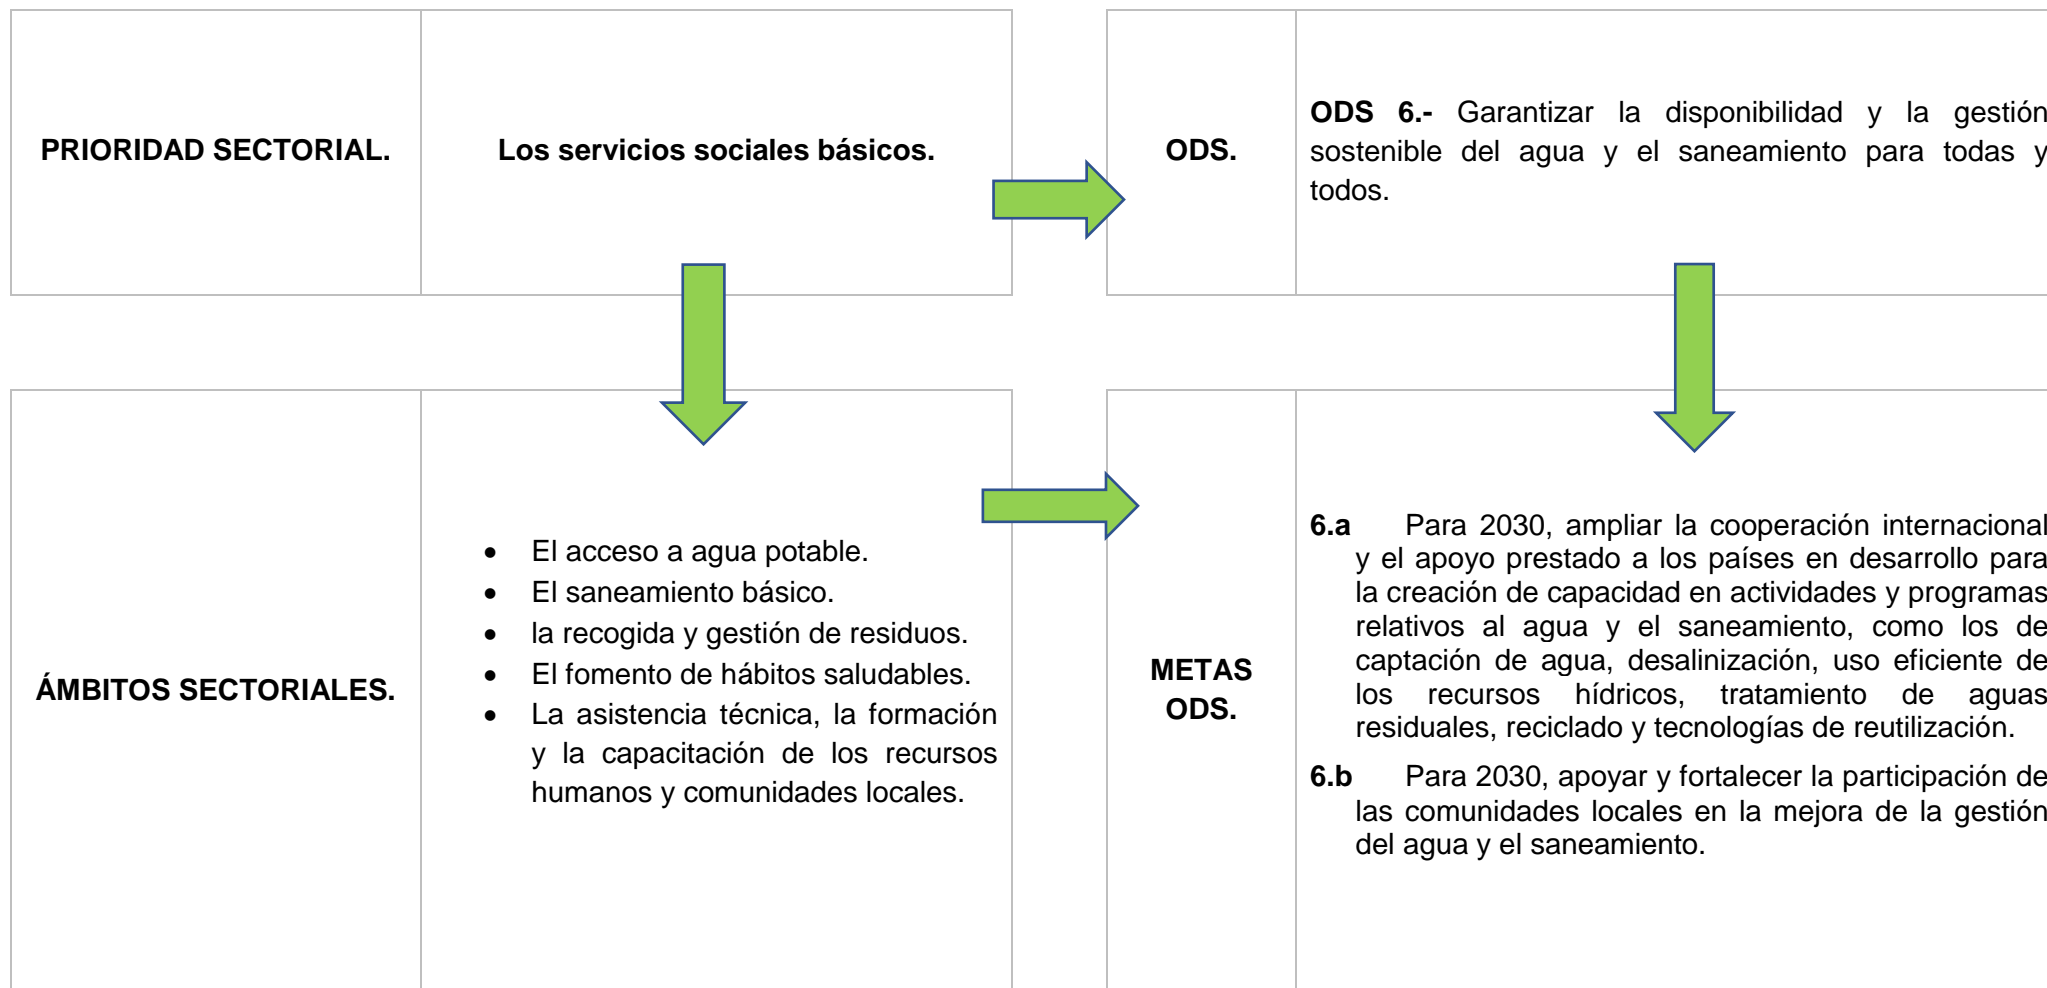 PRIORIDAD SECTORIAL.
Los servicios sociales básicos.
ODS.
ODS 6.- Garantizar la disponibilidad y la gestión
sostenible del agua y el saneamiento para todas y
todos.
ÁMBITOS SECTORIALES.
• El acceso a agua potable.
• El saneamiento básico.
• la recogida y gestión de residuos.
• El fomento de hábitos saludables.
• La asistencia técnica, la formación
y la capacitación de los recursos
humanos y comunidades locales.
METAS
ODS.
6.a Para 2030, ampliar la cooperación internacional
y el apoyo prestado a los países en desarrollo para
la creación de capacidad en actividades y programas
relativos al agua y el saneamiento, como los de
captación de agua, desalinización, uso eficiente de
los recursos hídricos, tratamiento de aguas
residuales, reciclado y tecnologías de reutilización.
6.b Para 2030, apoyar y fortalecer la participación de
las comunidades locales en la mejora de la gestión
del agua y el saneamiento.